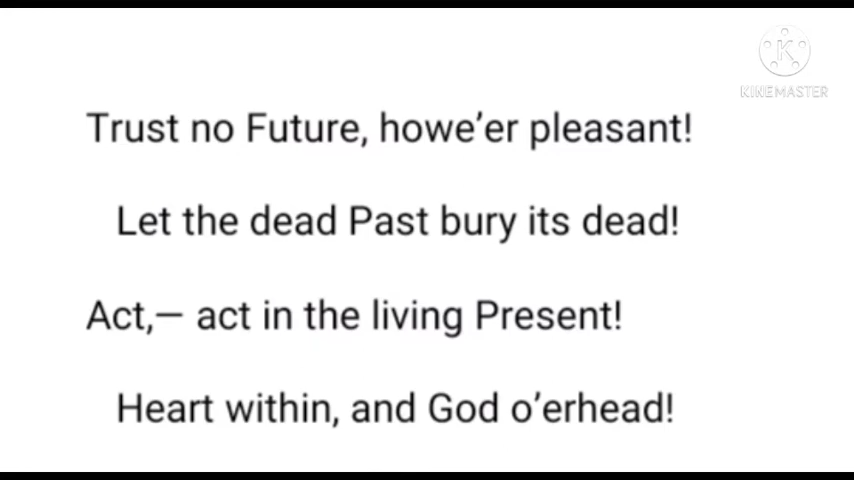 KINEMASTER
Trust no Future, howe’er pleasant!
Let the dead Past bury its dead!
Act,— act in the living Present!
Heart within, and God o’erhead!